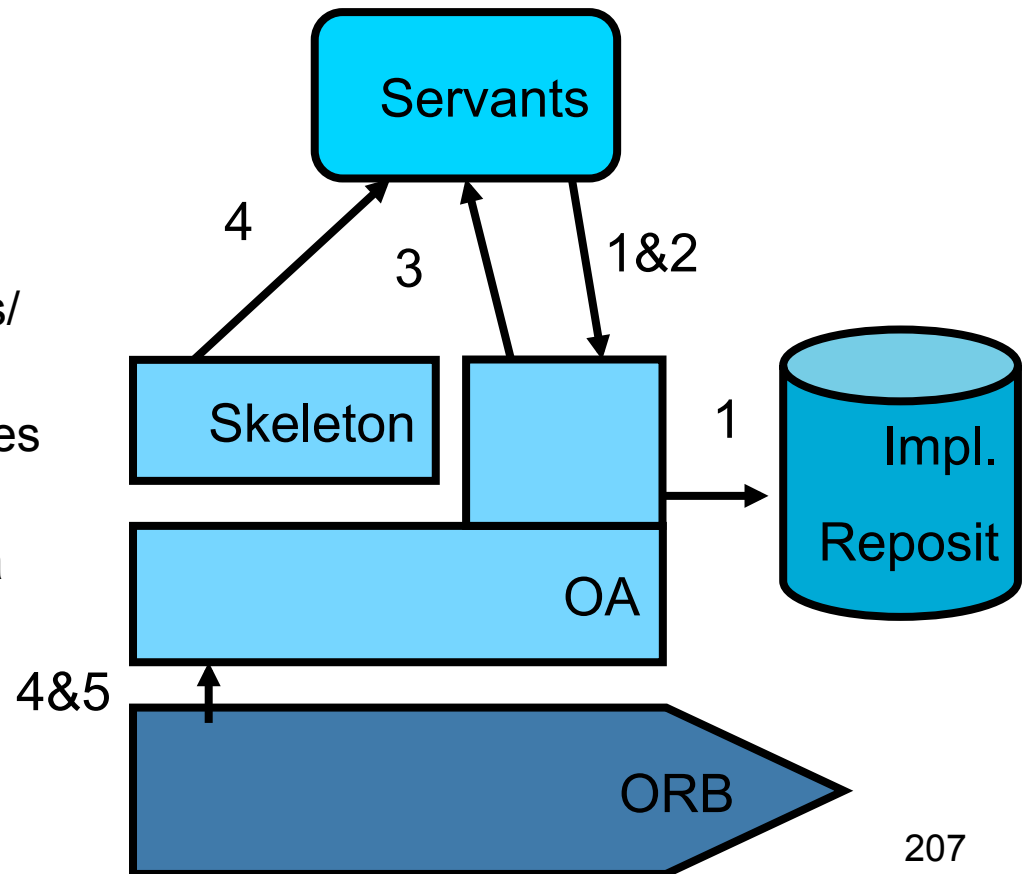 Servants
4
3
1&2
s/
es
Skeleton
1
Impl.
Reposit
OA
4&5
ORB
207